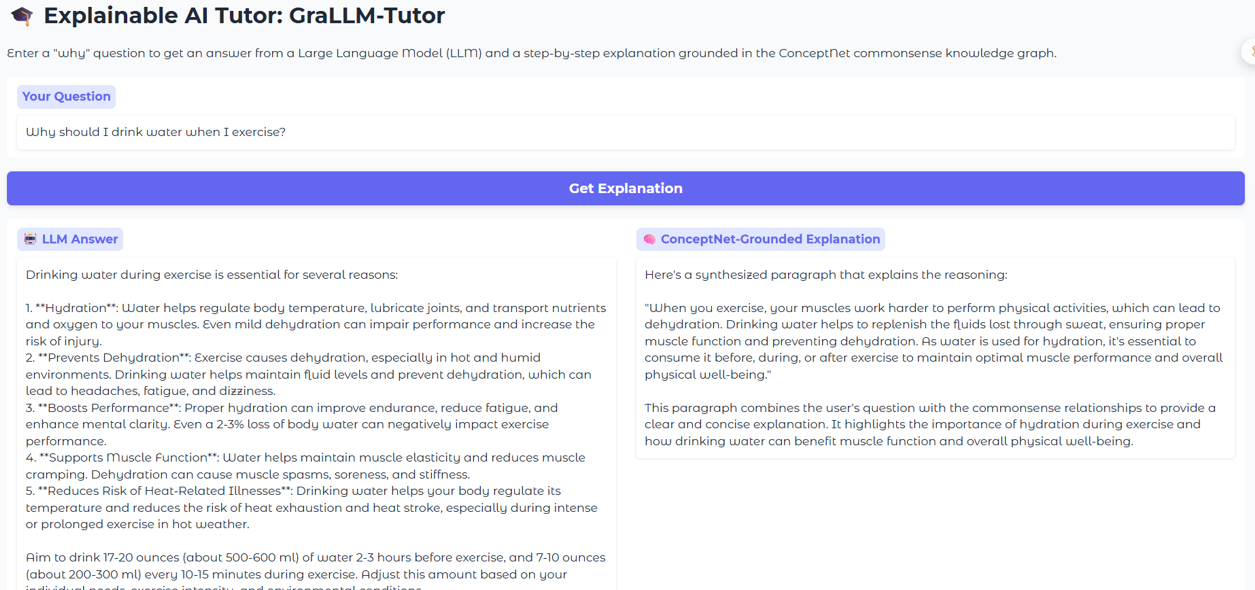 Explainable AI Tutor: GraLLM-Tutor
Enter a "why" question to get an answer from a Large Language Model (LLM) and a step-by-step explanation grounded in the ConceptNet commonsense knowledge graph.
Your Question
Why should I drink water when I exercise?
Get Explanation
LLM Answer
Drinking water during exercise is essential for several reasons:
1. **Hydration**: Water helps regulate body temperature, lubricate joints, and transport nutrients
and oxygen to your muscles. Even mild dehydration can impair performance and increase the
risk of injury.
2. **Prevents Dehydration**: Exercise causes dehydration, especially in hot and humid
environments. Drinking water helps maintain fluid levels and prevent dehydration, which can
lead to headaches, fatigue, and dizziness.
3. **Boosts Performance**: Proper hydration can improve endurance, reduce fatigue, and
enhance mental clarity. Even a 2-3% loss of body water can negatively impact exercise
performance.
4. **Supports Muscle Function**: Water helps maintain muscle elasticity and reduces muscle
cramping. Dehydration can cause muscle spasms, soreness, and stiffness.
5. **Reduces Risk of Heat-Related Illnesses**: Drinking water helps your body regulate its
temperature and reduces the risk of heat exhaustion and heat stroke, especially during intense
or prolonged exercise in hot weather.
Aim to drink 17-20 ounces (about 500-600 ml) of water 2-3 hours before exercise, and 7-10 ounces
(about 200-300 ml) every 10-15 minutes during exercise. Adjust this amount based on your
individual needs, exercise intensity, and environmental conditions.
ConceptNet-Grounded Explanation
Here's a synthesized paragraph that explains the reasoning:
"When you exercise, your muscles work harder to perform physical activities, which can lead to
dehydration. Drinking water helps to replenish the fluids lost through sweat, ensuring proper
muscle function and preventing dehydration. As water is used for hydration, it's essential to
consume it before, during, or after exercise to maintain optimal muscle performance and overall
physical well-being."
This paragraph combines the user's question with the commonsense relationships to provide a
clear and concise explanation. It highlights the importance of hydration during exercise and
how drinking water can benefit muscle function and overall physical well-being.